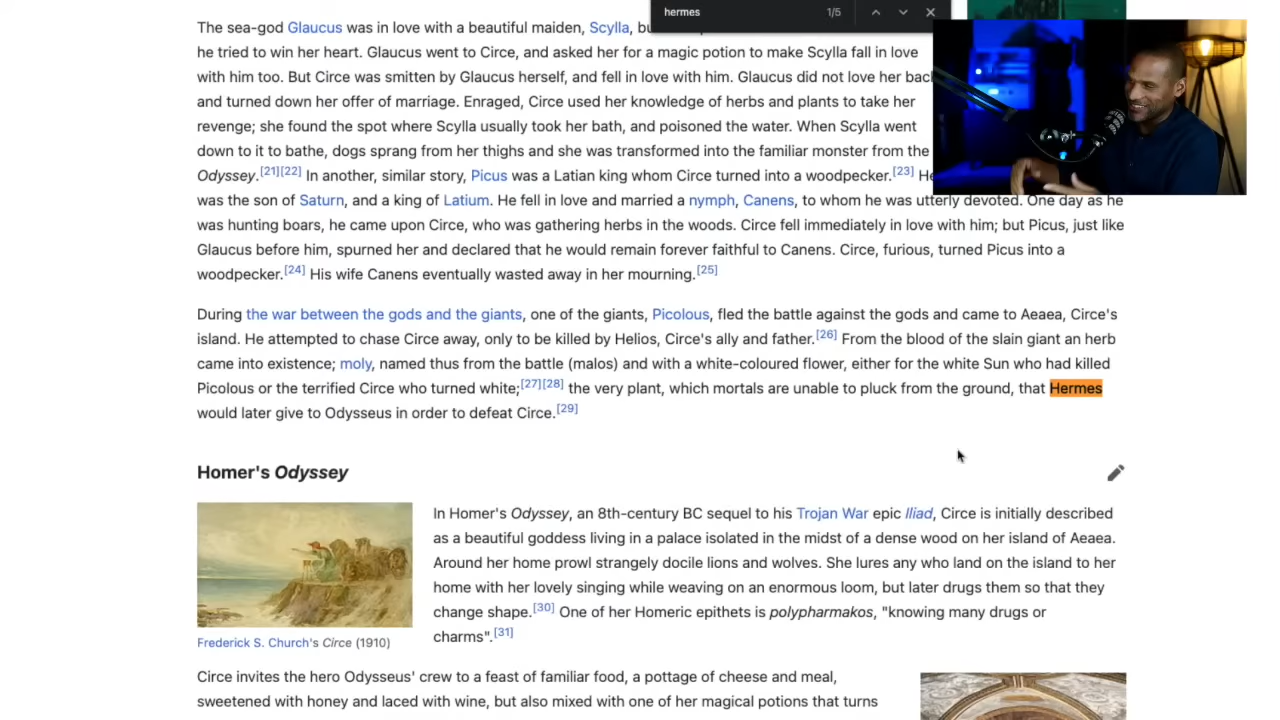 hermes 1/5
The sea-god Glaucus was in love with a beautiful maiden, Scylla,
he tried to win her heart. Glaucus went to Circe, and asked her for a magic potion to make Scylla fall in love
with him too. But Circe was smitten by Glaucus herself, and fell in love with him. Glaucus did not love her back
and turned down her offer of marriage. Enraged, Circe used her knowledge of herbs and plants to take her
revenge; she found the spot where Scylla usually took her bath, and poisoned the water. When Scylla went
down to it to bathe, dogs sprang from her thighs and she was transformed into the familiar monster from the
Odyssey.[21][22] In another, similar story, Picus was a Latian king whom Circe turned into a woodpecker.[23] He
was the son of Saturn, and a king of Latium. He fell in love and married a nymph, Canens, to whom he was utterly devoted. One day as he
was hunting boars, he came upon Circe, who was gathering herbs in the woods. Circe fell immediately in love with him; but Picus, just like
Glaucus before him, spurned her and declared that he would remain forever faithful to Canens. Circe, furious, turned Picus into a
woodpecker.[24] His wife Canens eventually wasted away in her mourning.[25]
During the war between the gods and the giants, one of the giants, Picolous, fled the battle against the gods and came to Aeaea, Circe's
island. He attempted to chase Circe away, only to be killed by Helios, Circe's ally and father.[26] From the blood of the slain giant an herb
came into existence; moly, named thus from the battle (malos) and with a white-coloured flower, either for the white Sun who had killed
Picolous or the terrified Circe who turned white;[27][28] the very plant, which mortals are unable to pluck from the ground, that Hermes
would later give to Odysseus in order to defeat Circe.[29]
Homer's Odyssey
In Homer's Odyssey, an 8th-century BC sequel to his Trojan War epic Iliad, Circe is initially described
as a beautiful goddess living in a palace isolated in the midst of a dense wood on her island of Aeaea.
Around her home prowl strangely docile lions and wolves. She lures any who land on the island to her
home with her lovely singing while weaving on an enormous loom, but later drugs them so that they
change shape.[30] One of her Homeric epithets is polypharmakos, "knowing many drugs or
charms".[31]
Frederick S. Church's Circe (1910)
Circe invites the hero Odysseus' crew to a feast of familiar food, a pottage of cheese and meal,
sweetened with honey and laced with wine, but also mixed with one of her magical potions that turns